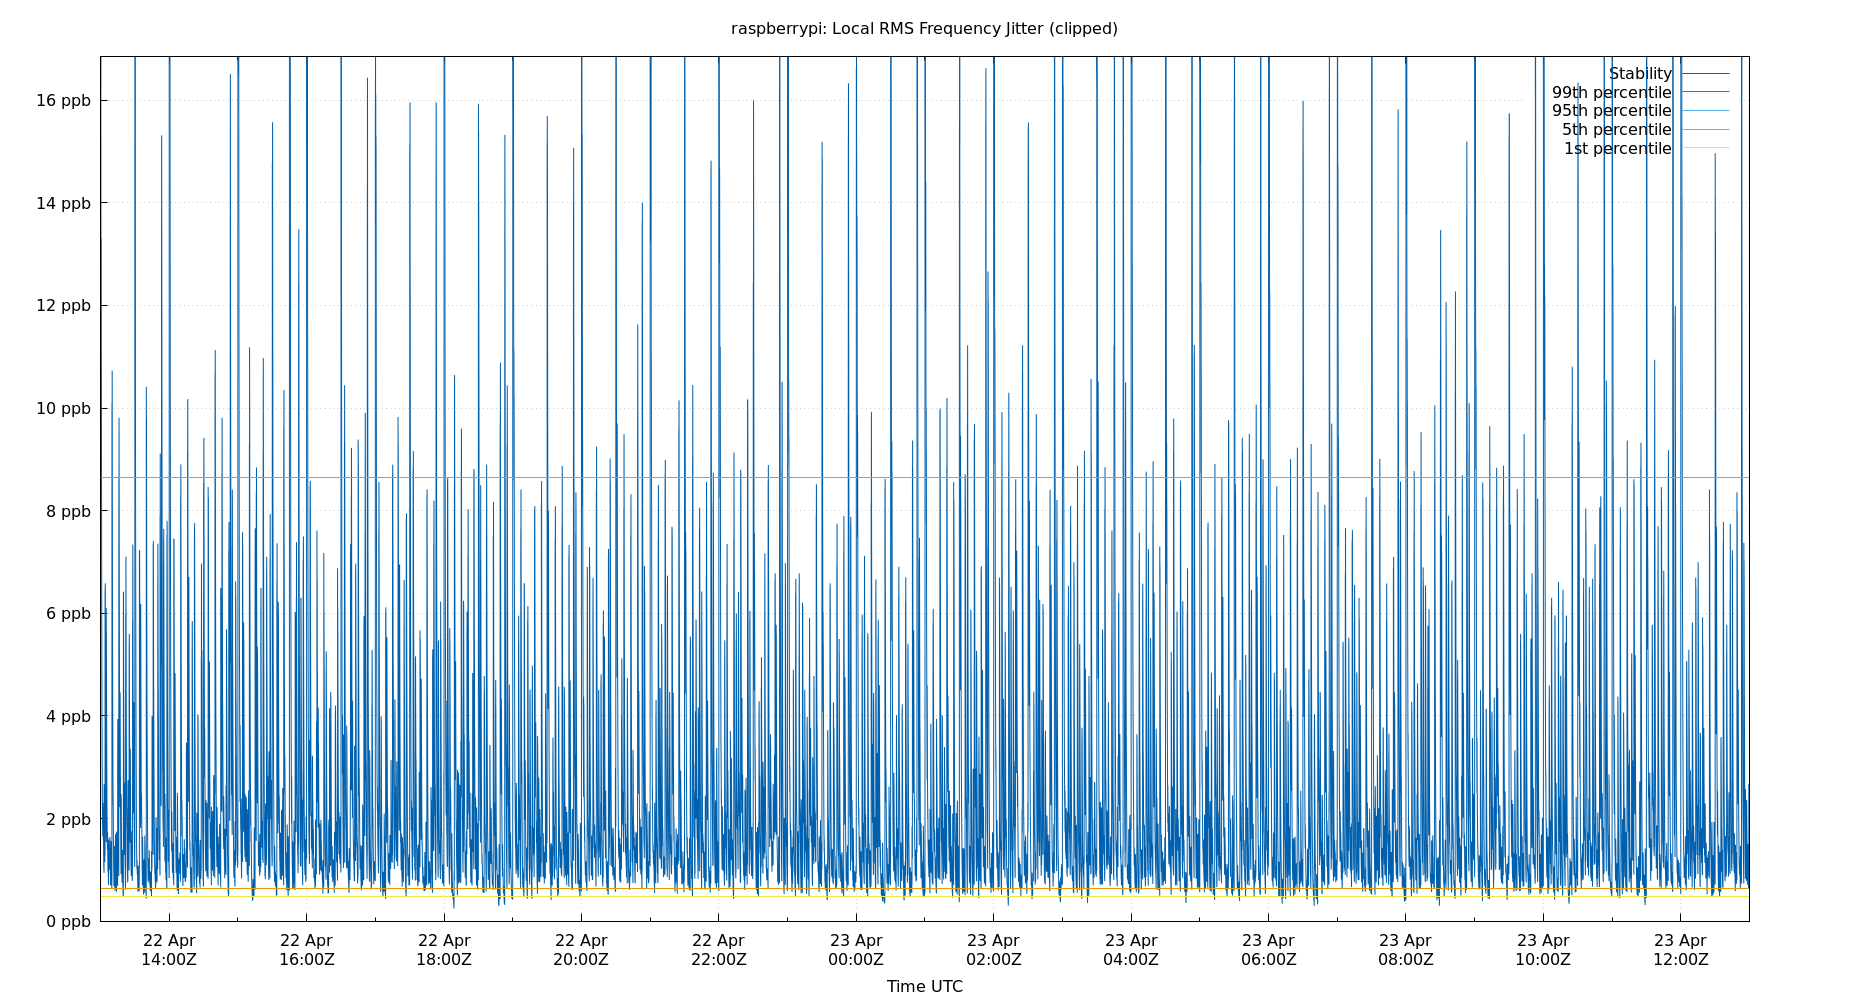 raspberrypi: Local RMS Frequency Jitter (clipped)
Stability
99th percentile
95th percentile
5th percentile
1st percentile
16 ppb
14 ppb
12 ppb
10 ppb
8 ppb
6 ppb
4 ppb
2 ppb
0 ppb
22 Apr 22 Apr 22 Apr 22 Apr 22 Apr 23 Apr 23 Apr 23 Apr 23 Apr 23 Apr 23 Apr 23 Apr
14:00Z 16:00Z 18:00Z 20:00Z 22:00Z 00:00Z 02:00Z 04:00Z 06:00Z 08:00Z 10:00Z 12:00Z
Time UTC